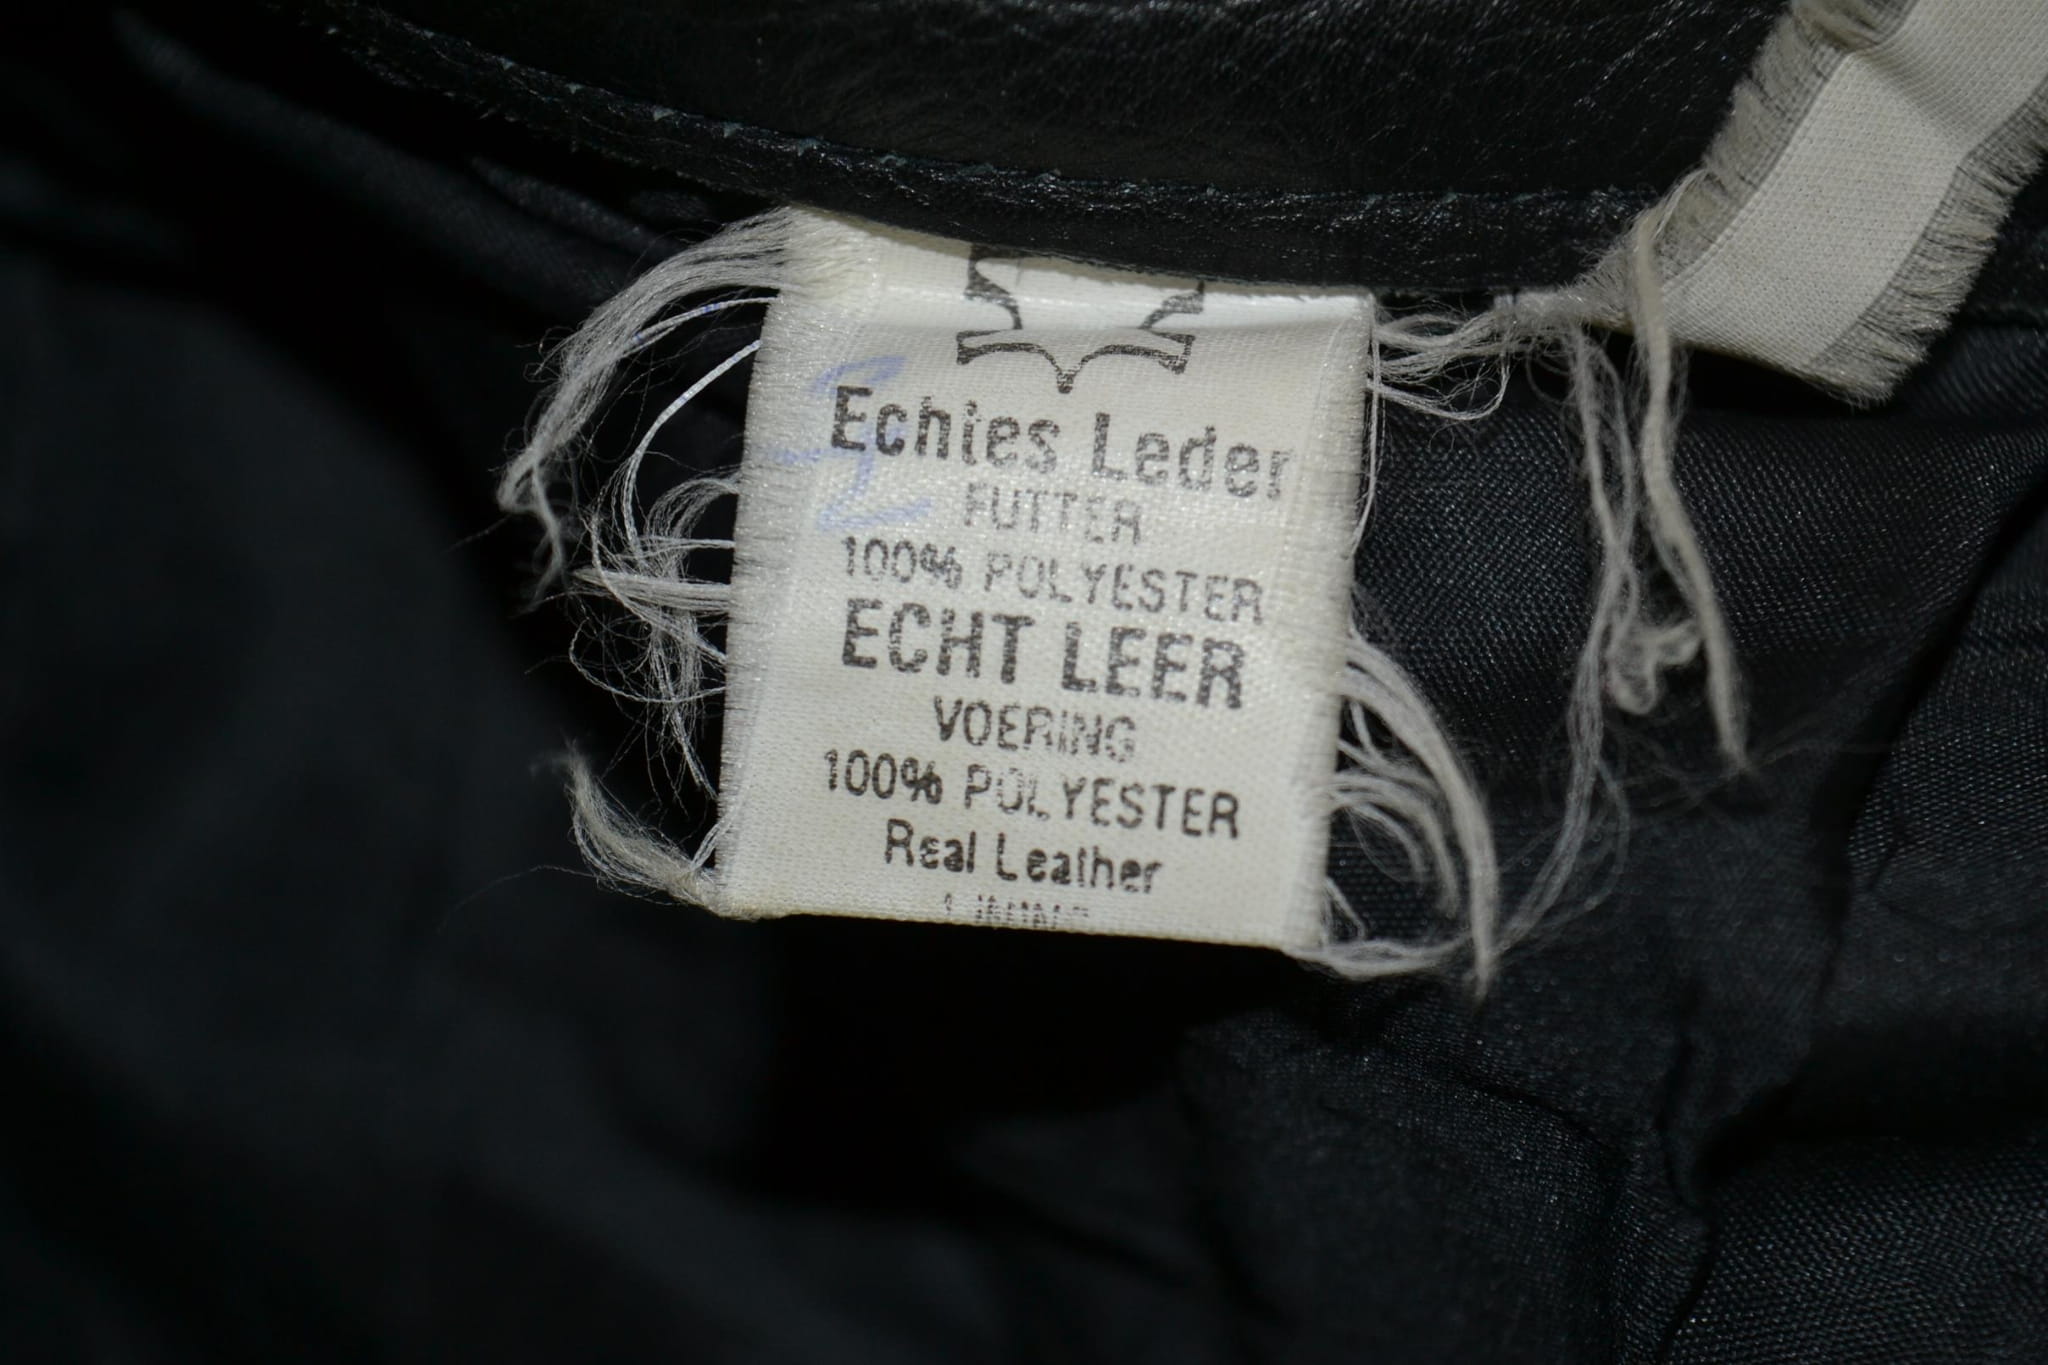 Echtes Leder
FUTTER
100% POLYESTER
ECHT LEER
VOERING
100% POLYESTER
Real Leather